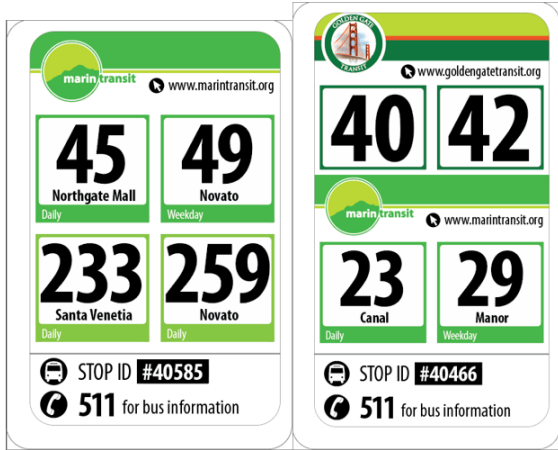 marin transit
www.marintransit.org
45 49
Northgate Mall Novato
Daily Weekday
233 259
Santa Venetia Novato
Daily Daily
STOP ID #40585
511 for bus information
GOLDEN GATE
TRANSIT
www.goldengatetransit.org
40 42
marin transit
www.marintransit.org
23 29
Canal Manor
Daily Weekday
STOP ID #40466
511 for bus information